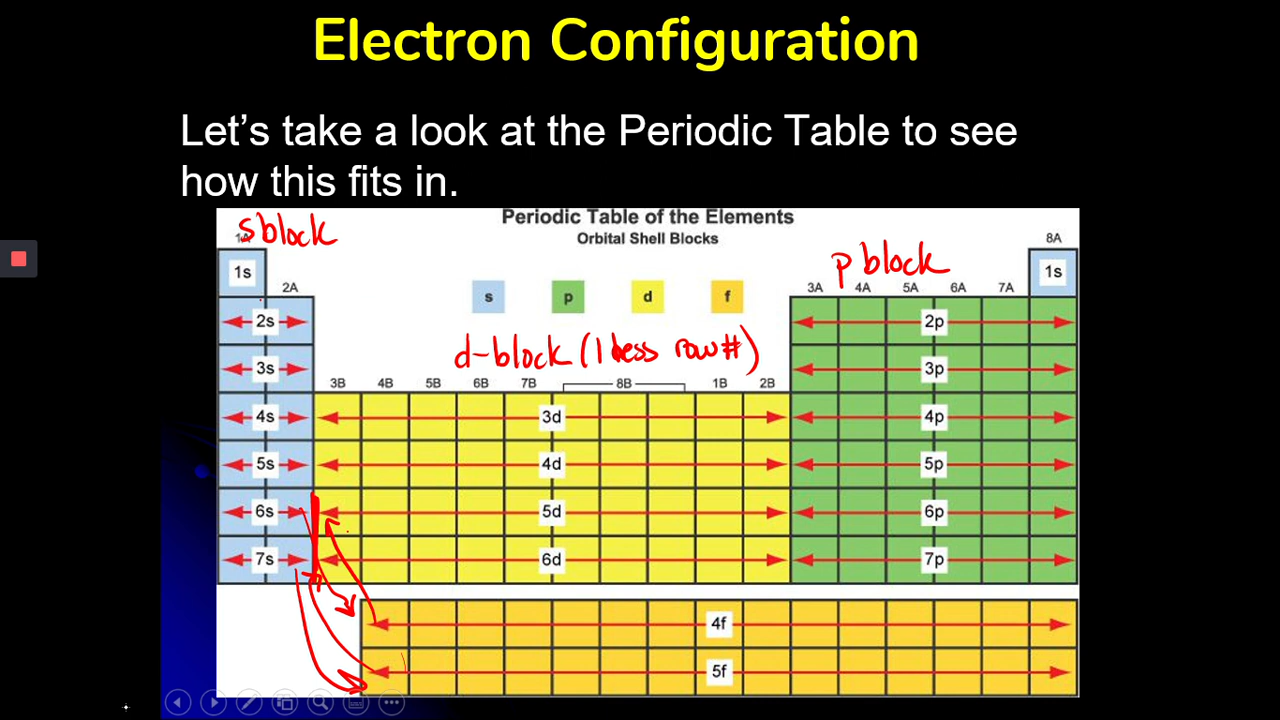 Electron Configuration
Let's take a look at the Periodic Table to see
how this fits in.
Periodic Table of the Elements
Orbital Shell Blocks
s block
1A
8A
p block
1s
1s
2A
s p d f
3A 4A 5A 6A 7A
2s 2p
d-block (1 less row #)
3s 3p
3B 4B 5B 6B 7B 8B 1B 2B
4s 3d 4p
5s 4d 5p
6s 5d 6p
7s 6d 7p
4f
5f